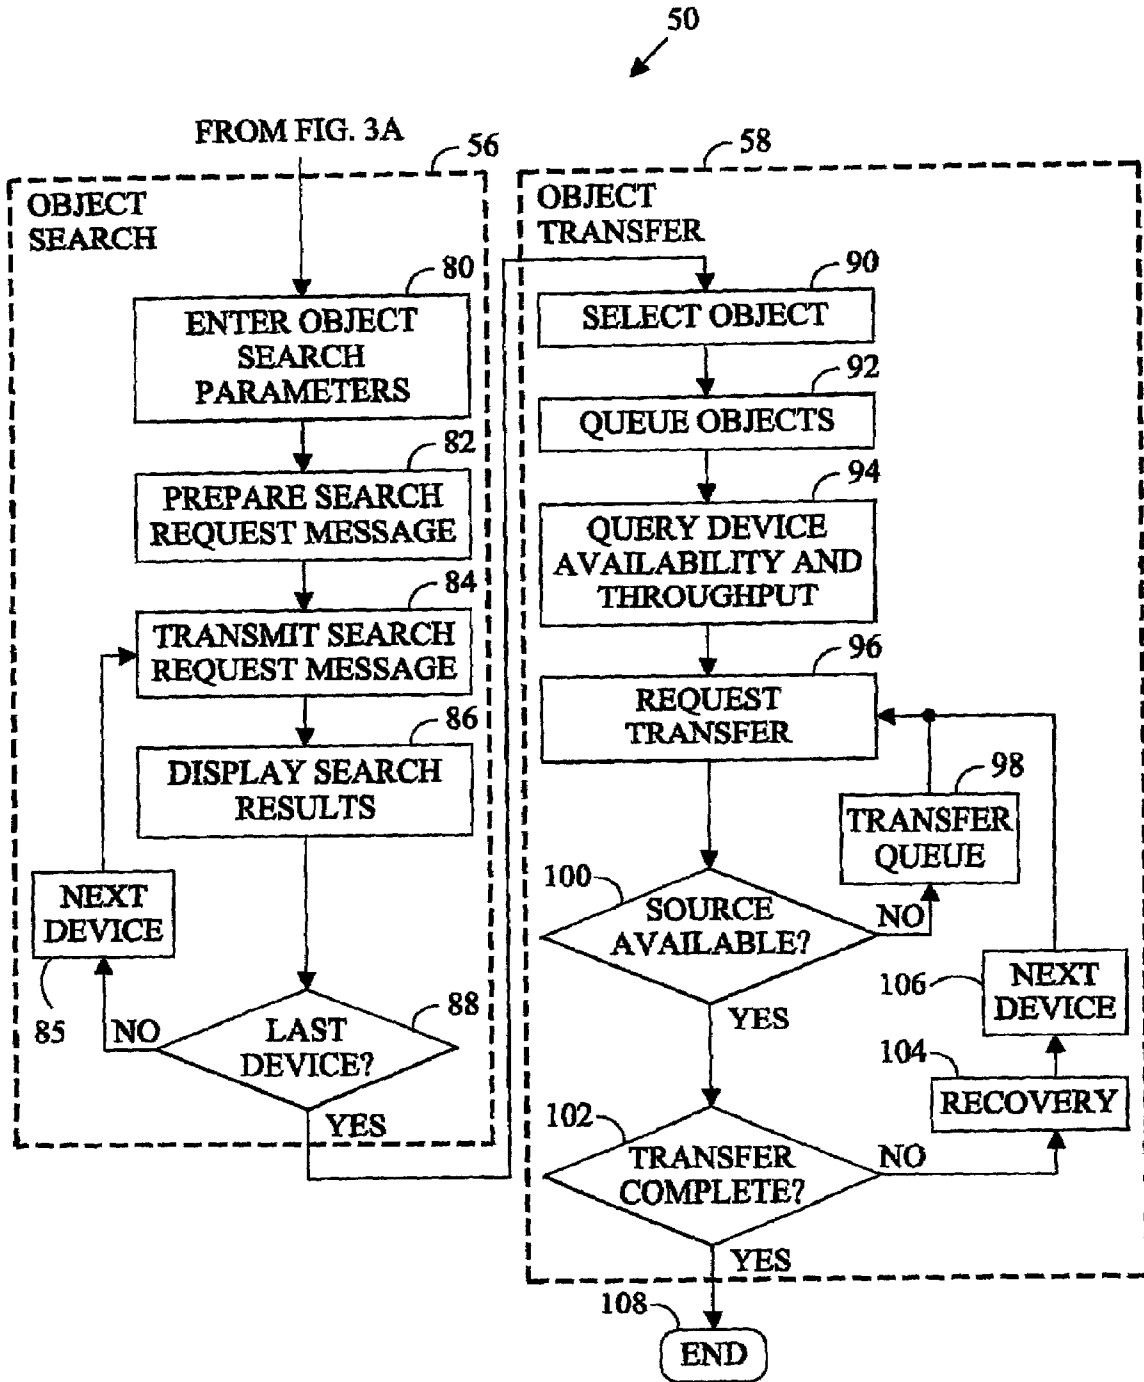 50
FROM FIG. 3A
56
OBJECT
SEARCH
80
ENTER OBJECT
SEARCH
PARAMETERS
82
PREPARE SEARCH
REQUEST MESSAGE
84
TRANSMIT SEARCH
REQUEST MESSAGE
86
DISPLAY SEARCH
RESULTS
NEXT
DEVICE
85
NO
LAST
DEVICE?
88
YES
58
OBJECT
TRANSFER
90
SELECT OBJECT
92
QUEUE OBJECTS
94
QUERY DEVICE
AVAILABILITY AND
THROUGHPUT
96
REQUEST
TRANSFER
98
TRANSFER
QUEUE
100
SOURCE
AVAILABLE?
NO
YES
106
NEXT
DEVICE
104
RECOVERY
102
TRANSFER
COMPLETE?
NO
YES
108
END